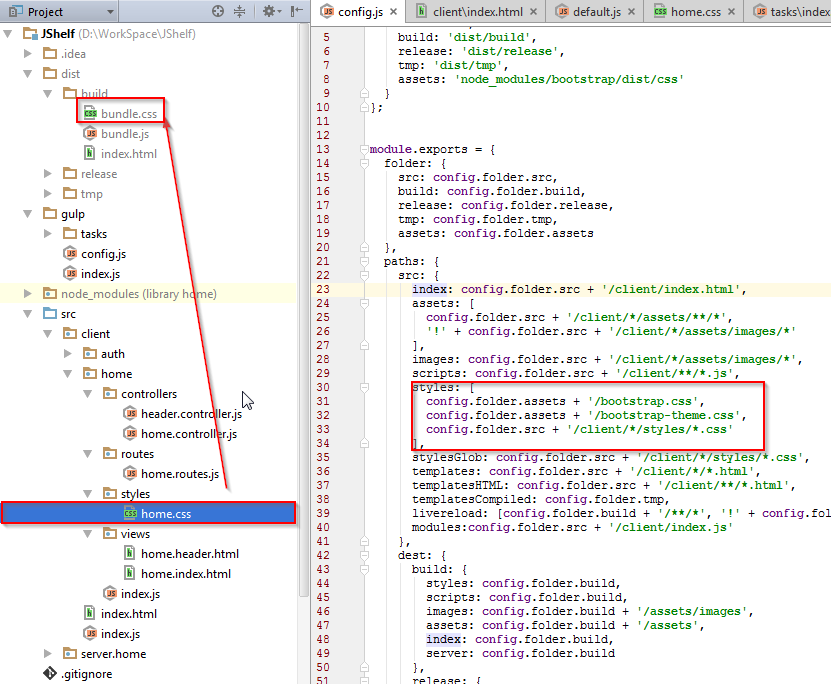 Project
JShelf (D:\WorkSpace\JShelf)
.idea
dist
build
bundle.css
bundle.js
index.html
release
tmp
gulp
tasks
config.js
index.js
node_modules (library home)
src
client
auth
home
controllers
header.controller.js
home.controller.js
routes
home.routes.js
styles
home.css
views
home.header.html
home.index.html
index.js
index.html
index.js
server.home
.gitignore
config.js client\index.html default.js home.css tasks\index
5 build: 'dist/build',
6 release: 'dist/release',
7 tmp: 'dist/tmp',
8 assets: 'node_modules/bootstrap/dist/css'
9 }
10 };
11
12
13 module.exports = {
14 folder: {
15 src: config.folder.src,
16 build: config.folder.build,
17 release: config.folder.release,
18 tmp: config.folder.tmp,
19 assets: config.folder.assets
20 },
21 paths: {
22 src: {
23 index: config.folder.src + '/client/index.html',
24 assets: [
25 config.folder.src + '/client/*/assets/**/*',
26 '!' + config.folder.src + '/client/*/assets/images/*'
27 ],
28 images: config.folder.src + '/client/*/assets/images/*',
29 scripts: config.folder.src + '/client/**/*.js',
30 styles: [
31 config.folder.assets + '/bootstrap.css',
32 config.folder.assets + '/bootstrap-theme.css',
33 config.folder.src + '/client/*/styles/*.css'
34 ],
35 stylesGlob: config.folder.src + '/client/*/styles/*.css',
36 templates: config.folder.src + '/client/*/*.html',
37 templatesHTML: config.folder.src + '/client/**/*.html',
38 templatesCompiled: config.folder.tmp,
39 livereload: [config.folder.build + '/**/*', '!' + config.fol
40 modules:config.folder.src + '/client/index.js'
41 },
42 dest: {
43 build: {
44 styles: config.folder.build,
45 scripts: config.folder.build,
46 images: config.folder.build + '/assets/images',
47 assets: config.folder.build + '/assets',
48 index: config.folder.build,
49 server: config.folder.build
50 },
51 release: {